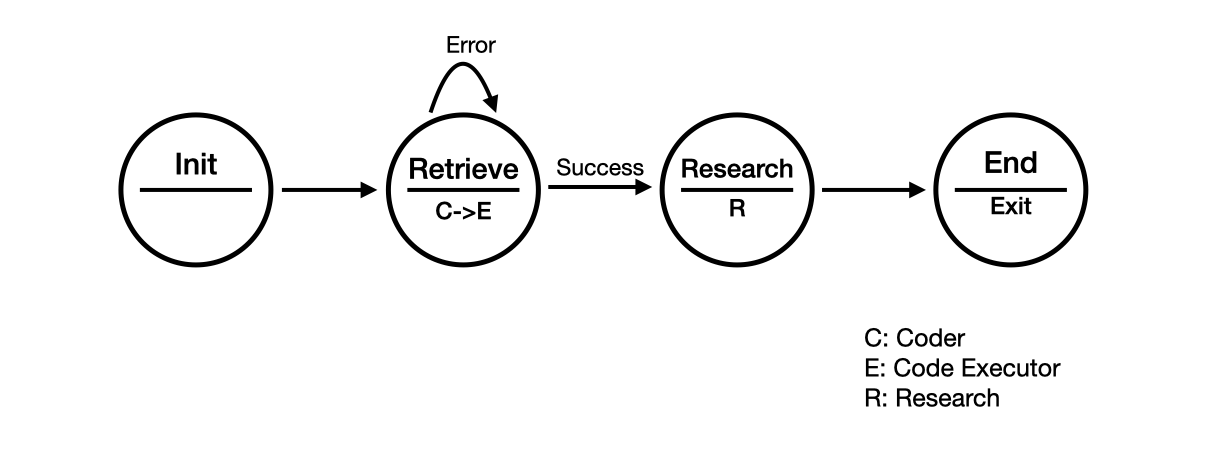 Error
Init
Retrieve
C->E
Success
Research
R
End
Exit
C: Coder
E: Code Executor
R: Research